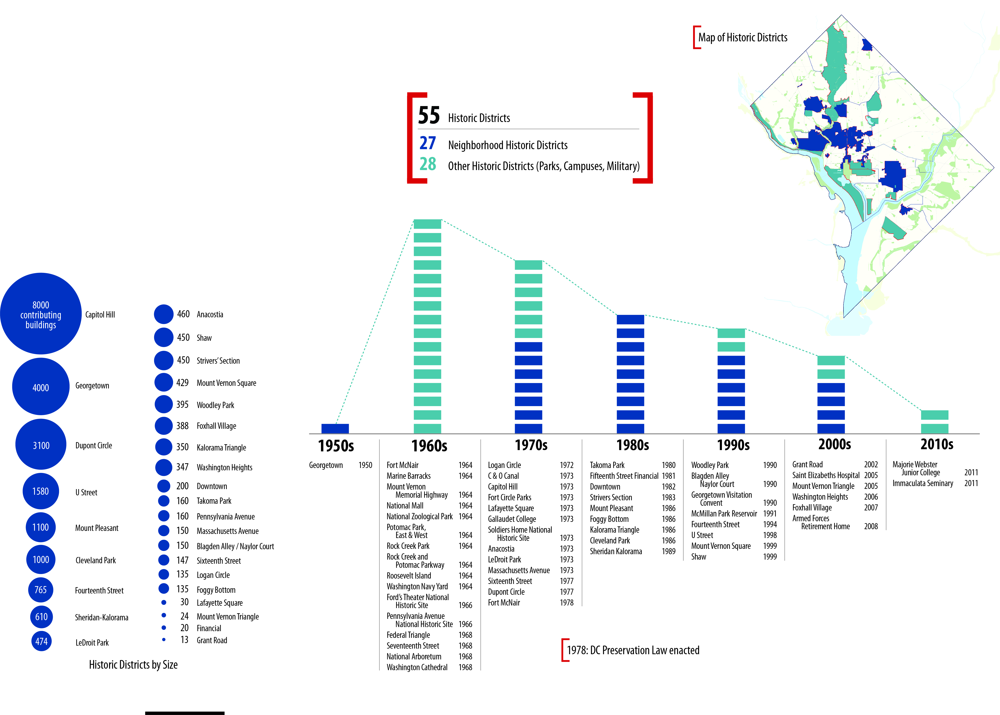 Map of Historic Districts
55 Historic Districts
27 Neighborhood Historic Districts
28 Other Historic Districts (Parks, Campuses, Military)
8000
contributing
buildings
Capitol Hill
4000 Georgetown
3100 Dupont Circle
1580 U Street
1100 Mount Pleasant
1000 Cleveland Park
765 Fourteenth Street
610 Sheridan-Kalorama
474 LeDroit Park
460 Anacostia
450 Shaw
450 Strivers’ Section
429 Mount Vernon Square
395 Woodley Park
388 Foxhall Village
350 Kalorama Triangle
347 Washington Heights
200 Downtown
160 Takoma Park
160 Pennsylvania Avenue
150 Massachusetts Avenue
150 Blagden Alley / Naylor Court
147 Sixteenth Street
135 Logan Circle
135 Foggy Bottom
30 Lafayette Square
24 Mount Vernon Triangle
20 Financial
13 Grant Road
Historic Districts by Size
1950s
Georgetown 1950
1960s
Fort McNair 1964
Marine Barracks 1964
Mount Vernon
Memorial Highway 1964
National Mall 1964
National Zoological Park 1964
Potomac Park,
East & West 1964
Rock Creek Park 1964
Rock Creek and
Potomac Parkway 1964
Roosevelt Island 1964
Washington Navy Yard 1964
Ford’s Theater National
Historic Site 1966
Pennsylvania Avenue
National Historic Site 1966
Federal Triangle 1968
Seventeenth Street 1968
National Arboretum 1968
Washington Cathedral 1968
1970s
Logan Circle 1972
C & O Canal 1973
Capitol Hill 1973
Fort Circle Parks 1973
Lafayette Square 1973
Gallaudet College 1973
Soldiers Home National
Historic Site 1973
Anacostia 1973
LeDroit Park 1973
Massachusetts Avenue 1973
Sixteenth Street 1977
Dupont Circle 1977
Fort McNair 1978
1980s
Takoma Park 1980
Fifteenth Street Financial 1981
Downtown 1982
Strivers Section 1983
Mount Pleasant 1986
Foggy Bottom 1986
Kalorama Triangle 1986
Cleveland Park 1986
Sheridan Kalorama 1989
1990s
Woodley Park 1990
Blagden Alley
Naylor Court 1990
Georgetown Visitation
Convent 1990
McMillan Park Reservoir 1991
Fourteenth Street 1994
U Street 1998
Mount Vernon Square 1999
Shaw 1999
2000s
Grant Road 2002
Saint Elizabeths Hospital 2005
Mount Vernon Triangle 2005
Washington Heights 2006
Foxhall Village 2007
Armed Forces
Retirement Home 2008
2010s
Majorie Webster
Junior College 2011
Immaculata Seminary 2011
1978: DC Preservation Law enacted